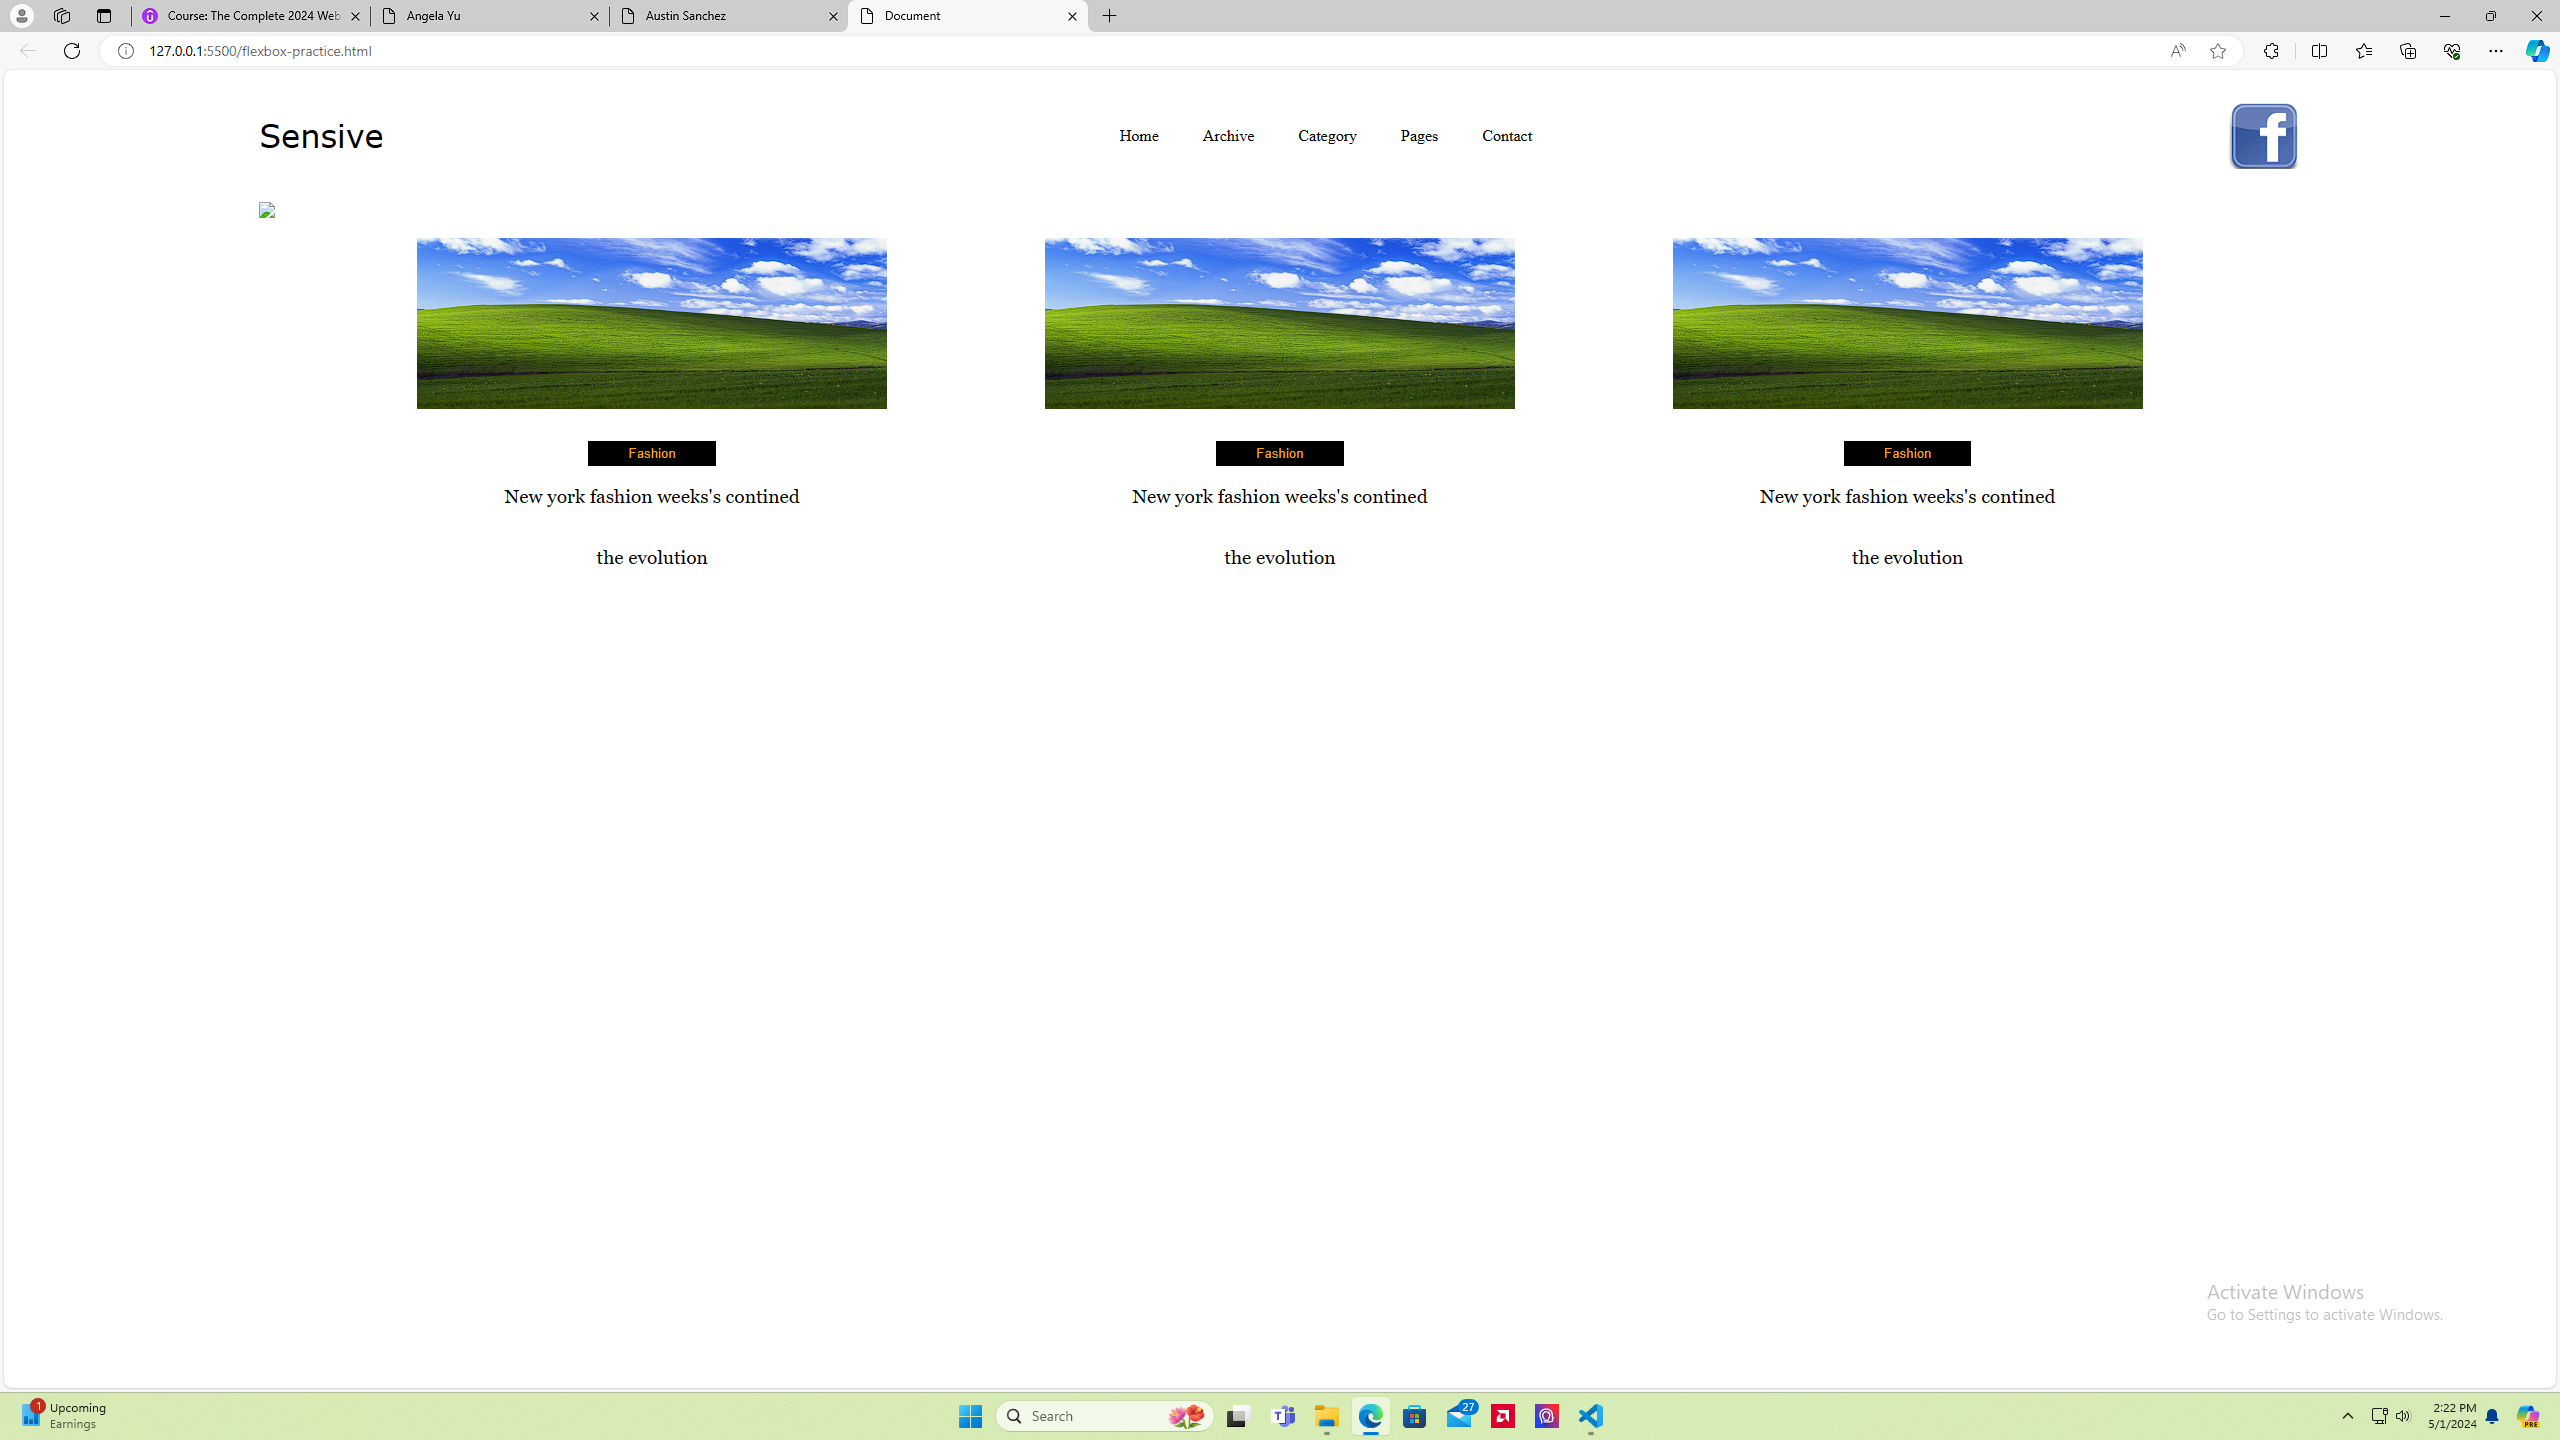 Course: The Complete 2024 Web
Angela Yu
Austin Sanchez
Document
127.0.0.1:5500/flexbox-practice.html
Sensive
Home Archive Category Pages Contact
Fashion
New york fashion weeks's contined
the evolution
Fashion
New york fashion weeks's contined
the evolution
Fashion
New york fashion weeks's contined
the evolution
Activate Windows
Go to Settings to activate Windows.
1
Upcoming
Earnings
Search
27
2:22 PM
5/1/2024
PRE